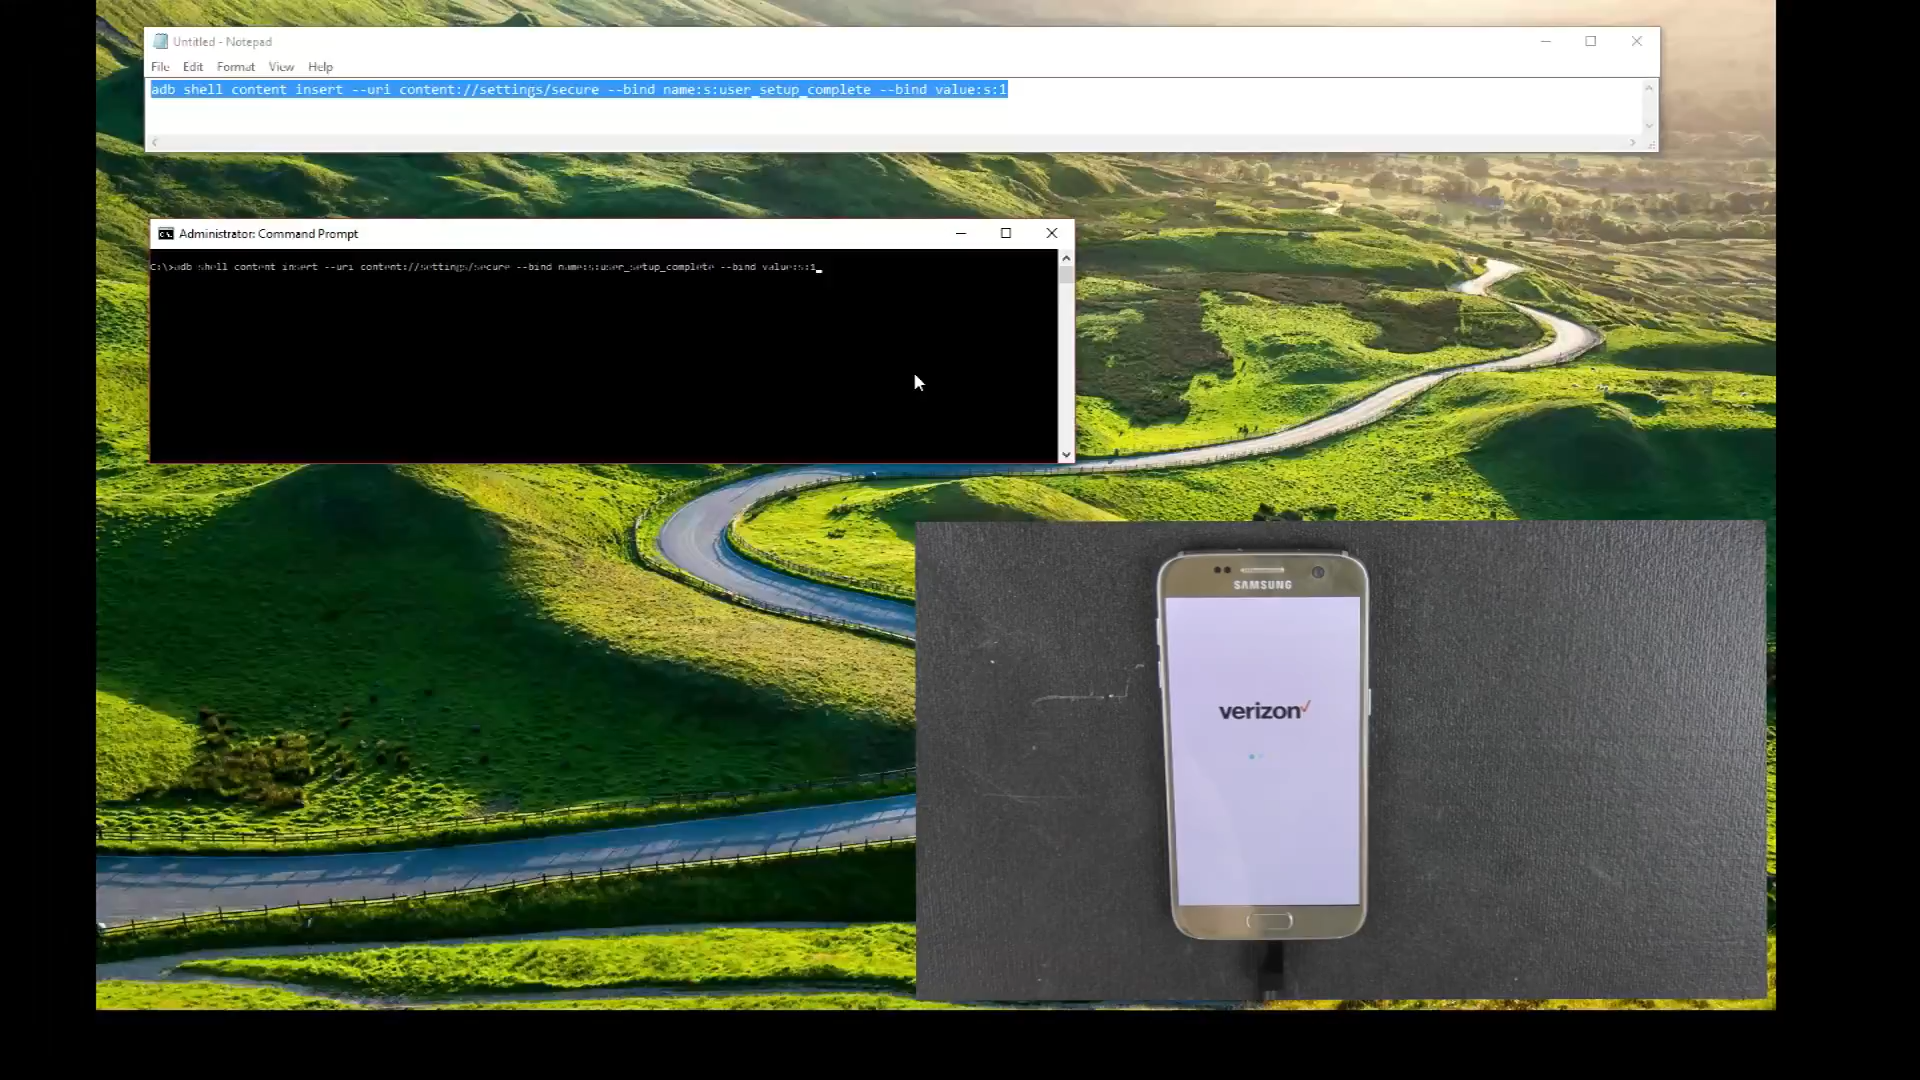 Untitled - Notepad
File Edit Format View Help
adb shell content insert --uri content://settings/secure --bind name:s:user_setup_complete --bind value:s:1
Administrator: Command Prompt
C:\>adb shell content insert --uri content://settings/secure --bind name:s:user_setup_complete --bind value:s:1
SAMSUNG
verizon